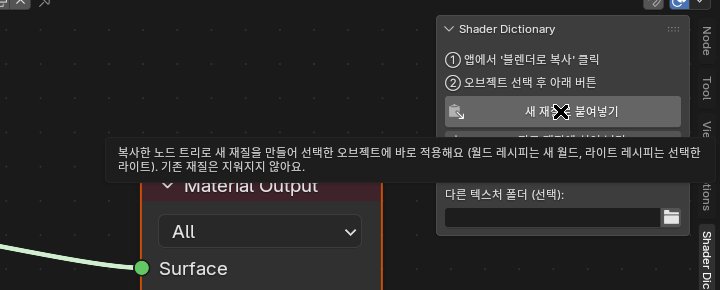 Shader Dictionary
① 앱에서 '블렌더로 복사' 클릭
② 오브젝트 선택 후 아래 버튼
새 재 붙여넣기
복사한 노드 트리로 새 재질을 만들어 선택한 오브젝트에 바로 적용해요 (월드 레시피는 새 월드, 라이트 레시피는 선택한
라이트). 기존 재질은 지워지지 않아요.
다른 텍스처 폴더 (선택):
Material Output
All
Surface
Node
Tool
Vie
tions
Shader Dic